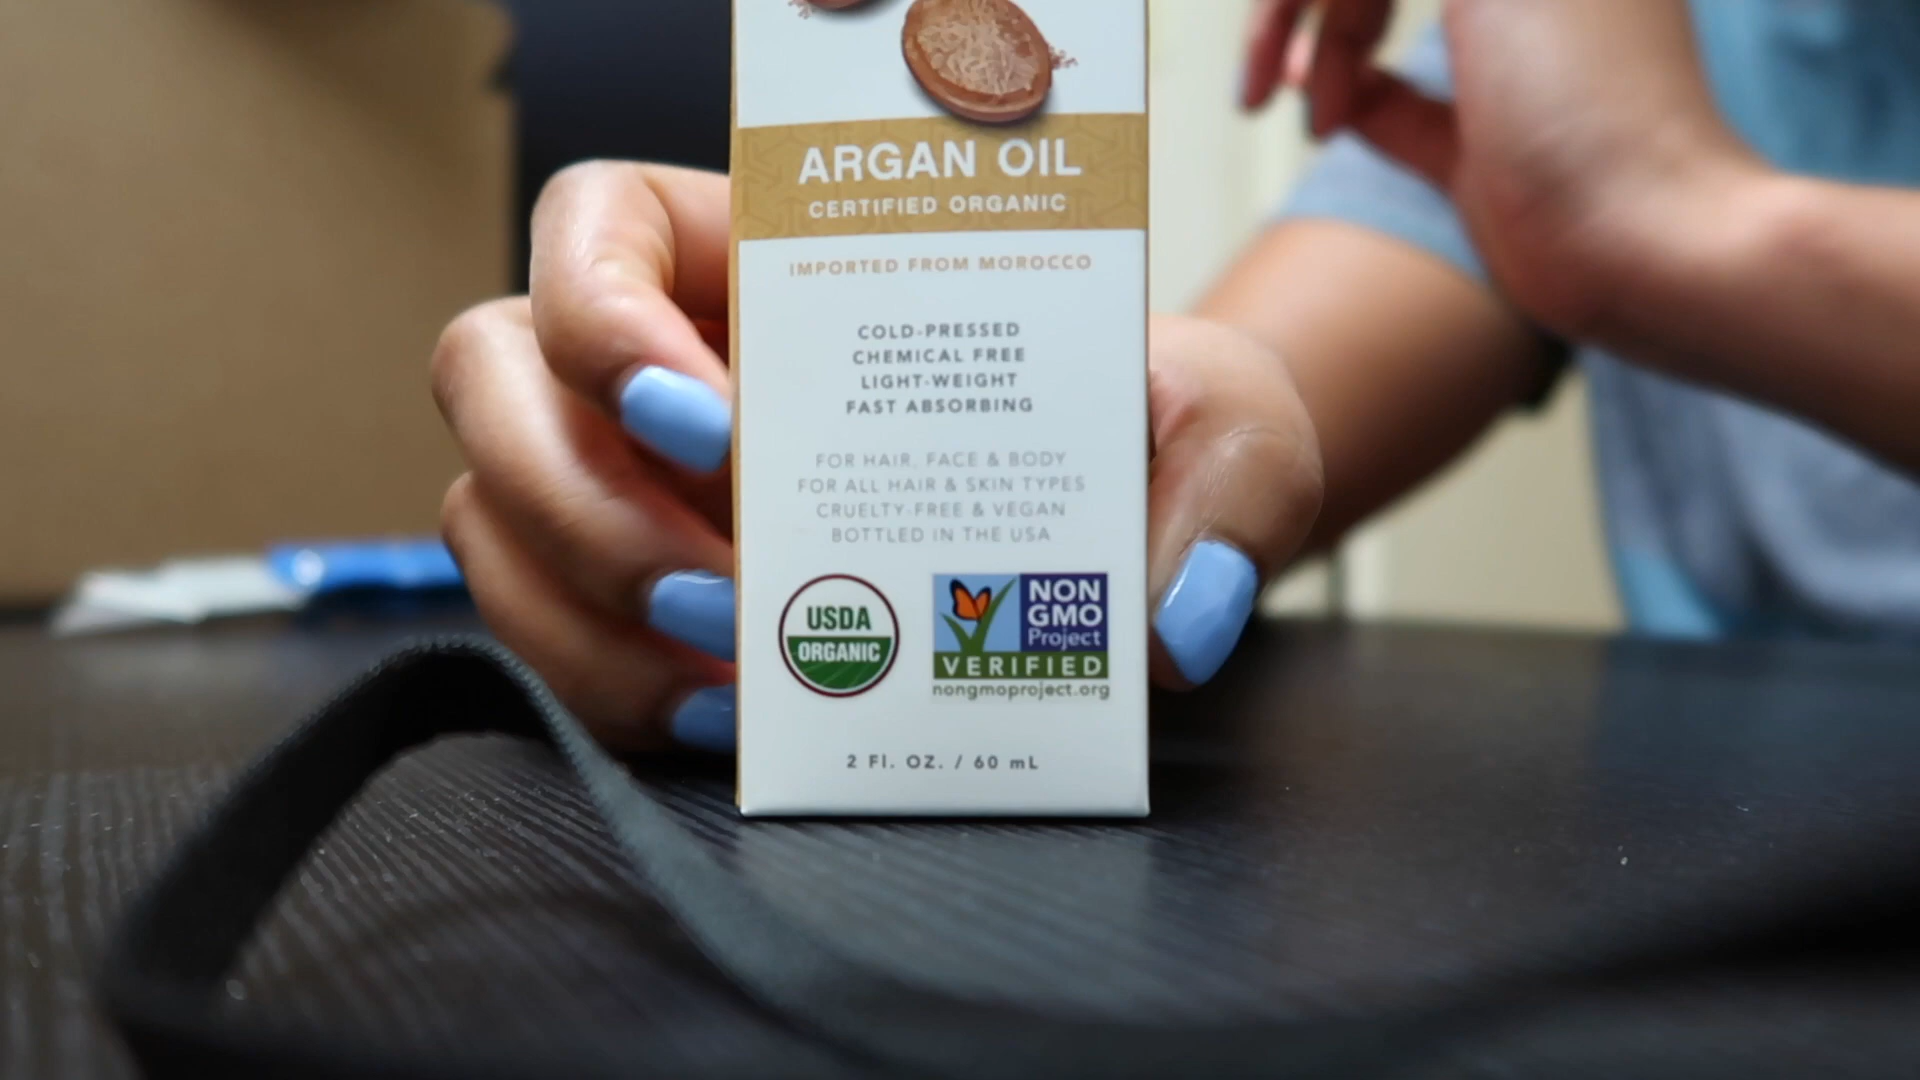 ARGAN OIL
CERTIFIED ORGANIC
IMPORTED FROM MOROCCO
COLD-PRESSED
CHEMICAL FREE
LIGHT-WEIGHT
FAST ABSORBING
FOR HAIR, FACE & BODY
FOR ALL HAIR & SKIN TYPES
CRUELTY-FREE & VEGAN
BOTTLED IN THE USA
USDA
ORGANIC
NON
GMO
Project
VERIFIED
nongmoproject.org
2 Fl. OZ. / 60 mL